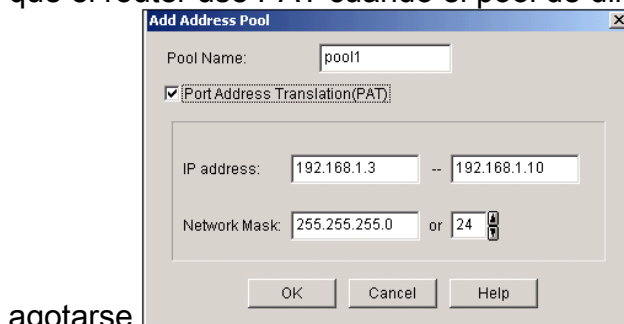 que el router use PAT cuando el pool de
Add Address Pool
Pool Name: pool1
Port Address Translation(PAT)
IP address: 192.168.1.3 -- 192.168.1.10
Network Mask: 255.255.255.0 or 24
OK Cancel Help
agotarse